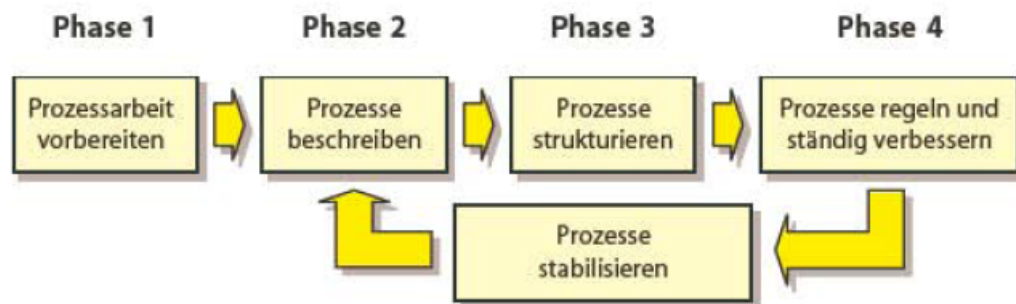 Phase 1
Phase 2
Phase 3
Phase 4
Prozessarbeit
vorbereiten
Prozesse
beschreiben
Prozesse
strukturieren
Prozesse regeln und
ständig verbessern
Prozesse
stabilisieren